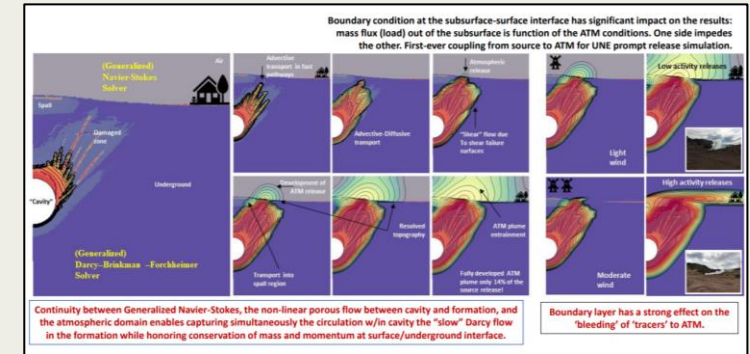 Boundary condition at the subsurface-surface interface has significant impact on the results:
mass flux (load) out of the subsurface is function of the ATM conditions. One side impedes
the other. First-ever coupling from source to ATM for UNE prompt release simulation.
(Generalized)
Navier-Stokes
Solver
Air
Spall
Damaged
zone
"Cavity"
Underground
(Generalized)
Darcy–Brinkman –Forchheimer
Solver
Advective
transport in fast
pathways
Advective-Diffusive
transport
Atmospheric
release
"Shear" flow due
To shear failure
surfaces
Development of
ATM release
Transport into
spall region
Resolved
topography
ATM plume
entrainment
Fully developed ATM
plume only 14% of the
source release!
Low activity releases
Light
wind
High activity releases
Moderate
wind
Continuity between Generalized Navier-Stokes, the non-linear porous flow between cavity and formation, and
the atmospheric domain enables capturing simultaneously the circulation w/in cavity the "slow" Darcy flow
in the formation while honoring conservation of mass and momentum at surface/underground interface.
Boundary layer has a strong effect on the
'bleeding' of 'tracers' to ATM.